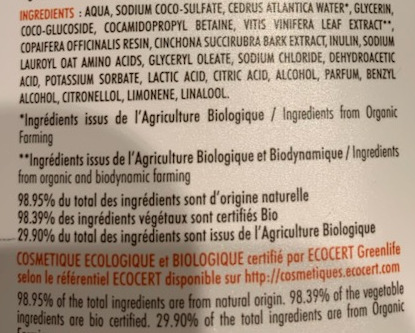 INGREDIENTS : AQUA, SODIUM COCO-SULFATE, CEDRUS ATLANTICA WATER*, GLYCERIN,
COCO-GLUCOSIDE, COCAMIDOPROPYL BETAINE, VITIS VINIFERA LEAF EXTRACT**,
COPAIFERA OFFICINALIS RESIN, CINCHONA SUCCIRUBRA BARK EXTRACT, INULIN, SODIUM
LAUROYL OAT AMINO ACIDS, GLYCERYL OLEATE, SODIUM CHLORIDE, DEHYDROACETIC
ACID, POTASSIUM SORBATE, LACTIC ACID, CITRIC ACID, ALCOHOL, PARFUM, BENZYL
ALCOHOL, CITRONELLOL, LIMONENE, LINALOOL.
*Ingrédients issus de l'Agriculture Biologique / Ingredients from Organic
Farming
**Ingrédients issus de l'Agriculture Biologique et Biodynamique / Ingredients
from organic and biodynamic farming
98.95% du total des ingrédients sont d'origine naturelle
98.39% des ingrédients végétaux sont certifiés Bio
29.90% du total des ingrédients sont issus de l'Agriculture Biologique
COSMETIQUE ECOLOGIQUE et BIOLOGIQUE certifié par ECOCERT Greenlife
selon le référentiel ECOCERT disponible sur http://cosmetiques.ecocert.com
98.95% of the total ingredients are from natural origin. 98.39% of the vegetable
ingredients are bio certified. 29.90% of the total ingredients are from Organic